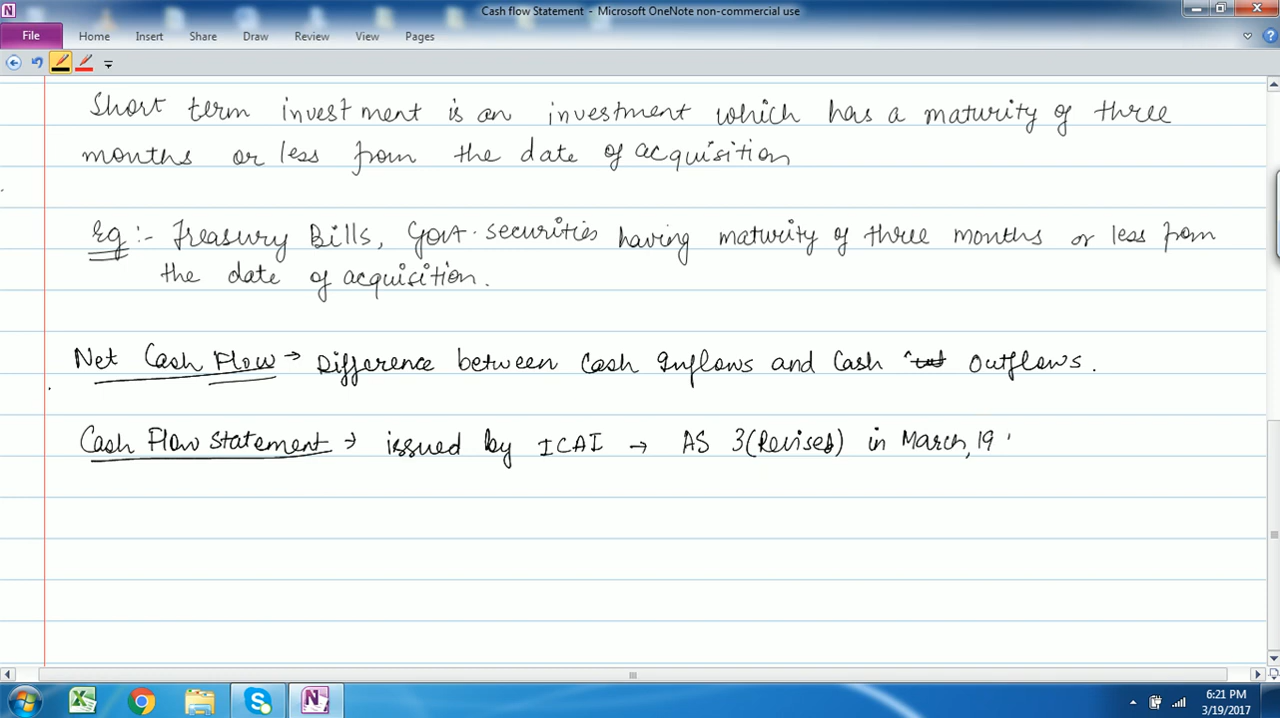 Cash flow Statement - Microsoft OneNote non-commercial use
File Home Insert Share Draw Review View Pages
Short term investment is an investment which has a maturity of three
months or less from the date of acquisition
Eg :- Treasury Bills, Govt. securities having maturity of three months or less from
the date of acquisition.
Net Cash Flow → Difference between Cash Inflows and Cash Outflows.
Cash Flow Statement → issued by ICAI → AS 3 (Revised) in March, 19
6:21 PM
3/19/2017